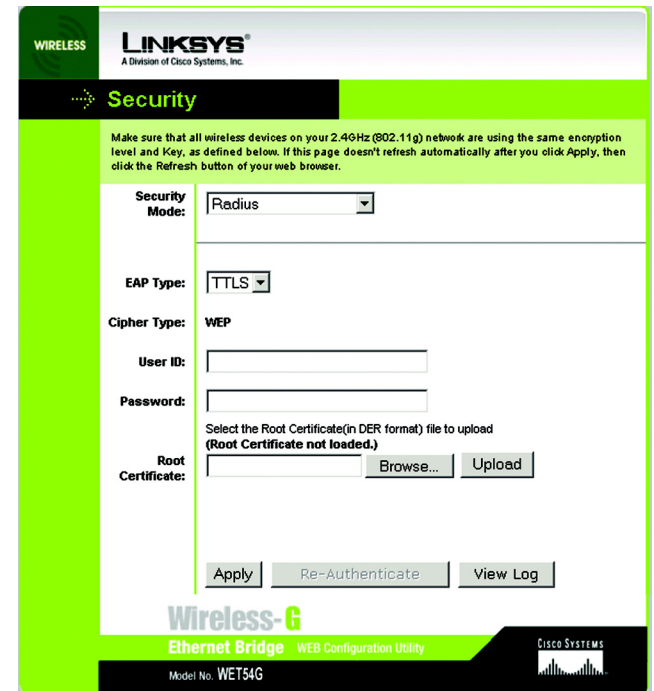 WIRELESS
LINKSYS®
A Division of Cisco Systems, Inc.
Security
Make sure that all wireless devices on your 2.4GHz (802.11g) network are using the same encryption
level and Key, as defined below. If this page doesn't refresh automatically after you click Apply, then
click the Refresh button of your web browser.
Security Mode: Radius
EAP Type: TTLS
Cipher Type: WEP
User ID:
Password:
Select the Root Certificate(in DER format) file to upload
(Root Certificate not loaded.)
Root Certificate: Browse... Upload
Apply Re-Authenticate View Log
Wireless-G
Ethernet Bridge WEB Configuration Utility
CISCO SYSTEMS
Model No. WET54G